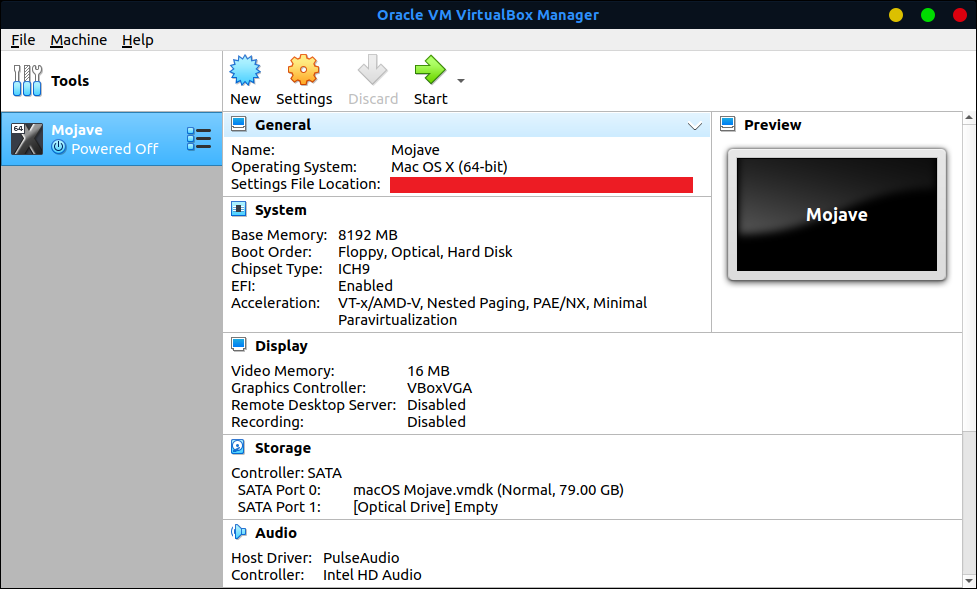 Oracle VM VirtualBox Manager
File Machine Help
Tools
New Settings Discard Start
64 X
Mojave
Powered Off
General
Name: Mojave
Operating System: Mac OS X (64-bit)
Settings File Location:
Preview
Mojave
System
Base Memory: 8192 MB
Boot Order: Floppy, Optical, Hard Disk
Chipset Type: ICH9
EFI: Enabled
Acceleration: VT-x/AMD-V, Nested Paging, PAE/NX, Minimal
Paravirtualization
Display
Video Memory: 16 MB
Graphics Controller: VBoxVGA
Remote Desktop Server: Disabled
Recording: Disabled
Storage
Controller: SATA
SATA Port 0: macOS Mojave.vmdk (Normal, 79.00 GB)
SATA Port 1: [Optical Drive] Empty
Audio
Host Driver: PulseAudio
Controller: Intel HD Audio